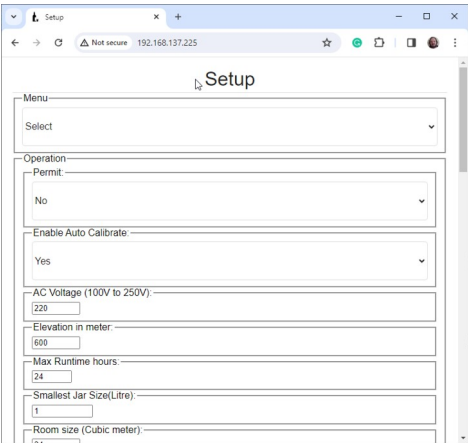 Setup
Not secure 192.168.137.225
Setup
Menu
Select
Operation
Permit:
No
Enable Auto Calibrate:
Yes
AC Voltage (100V to 250V):
220
Elevation in meter:
600
Max Runtime hours:
24
Smallest Jar Size(Litre):
1
Room size (Cubic meter):